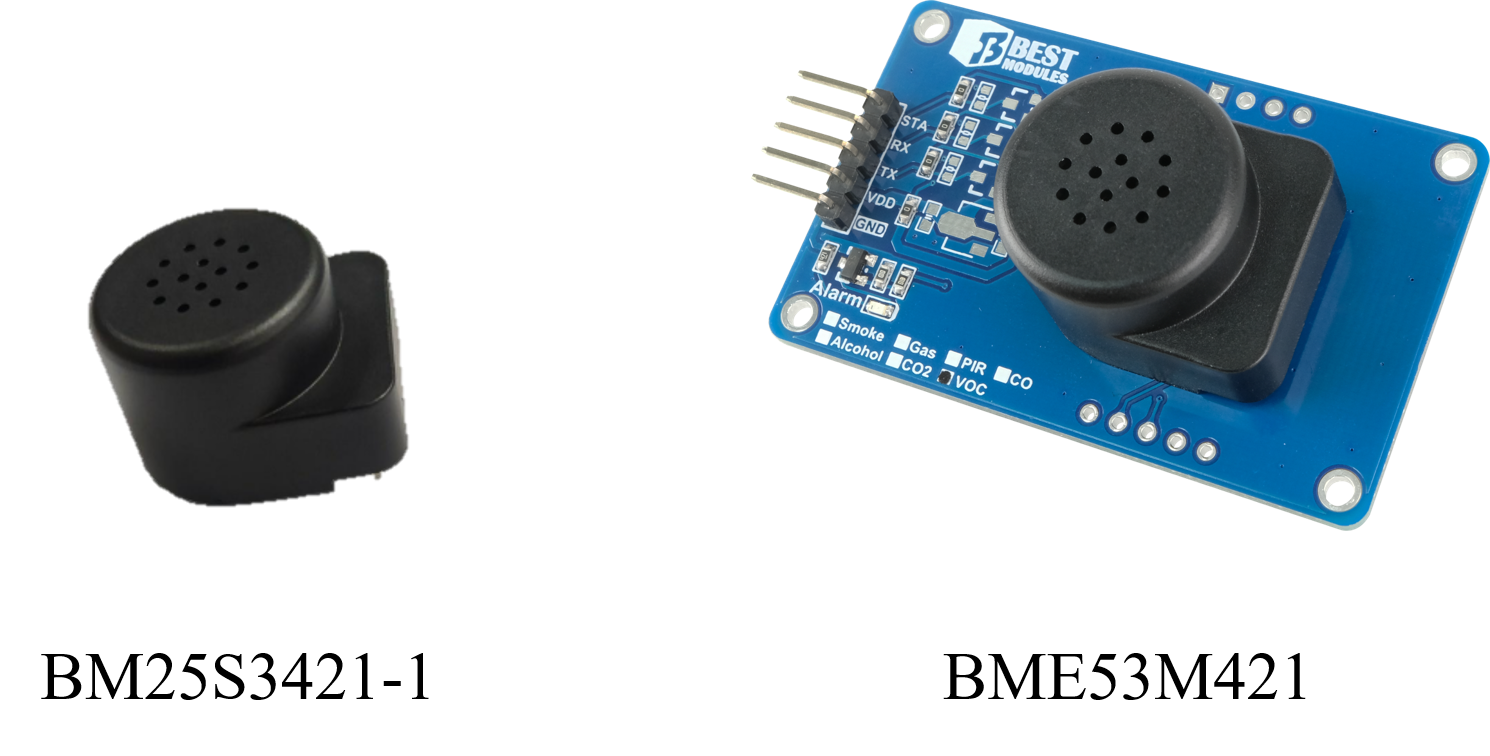 BEST
MODULES
STA
RX
TX
VDD
GND
Alarm
Smoke
Gas
PIR
CO
Alcohol
CO2
VOC
BM25S3421-1
BME53M421